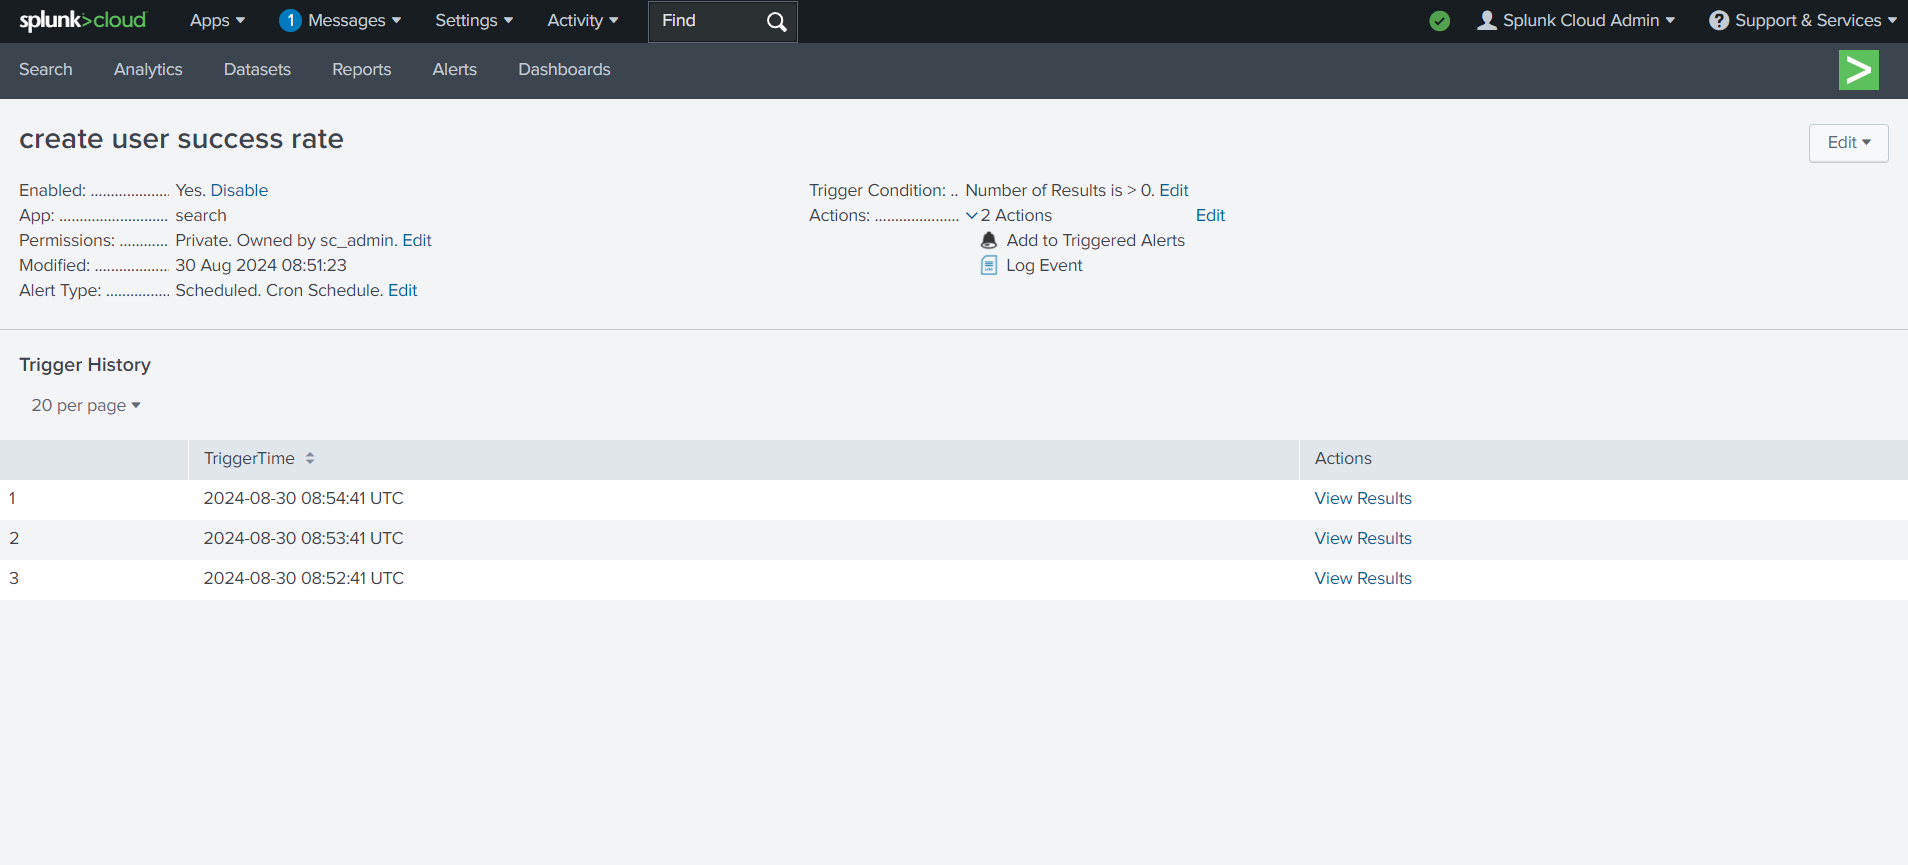 splunk>cloud Apps 1 Messages Settings Activity Find Splunk Cloud Admin ? Support & Services
Search Analytics Datasets Reports Alerts Dashboards >
create user success rate
Edit
Enabled: .................... Yes. Disable
App: ........................... search
Permissions: ............ Private. Owned by sc_admin. Edit
Modified: ................... 30 Aug 2024 08:51:23
Alert Type: ................ Scheduled. Cron Schedule. Edit
Trigger Condition: .. Number of Results is > 0. Edit
Actions: ..................... 2 Actions Edit
Add to Triggered Alerts
Log Event
Trigger History
20 per page
TriggerTime Actions
1 2024-08-30 08:54:41 UTC View Results
2 2024-08-30 08:53:41 UTC View Results
3 2024-08-30 08:52:41 UTC View Results